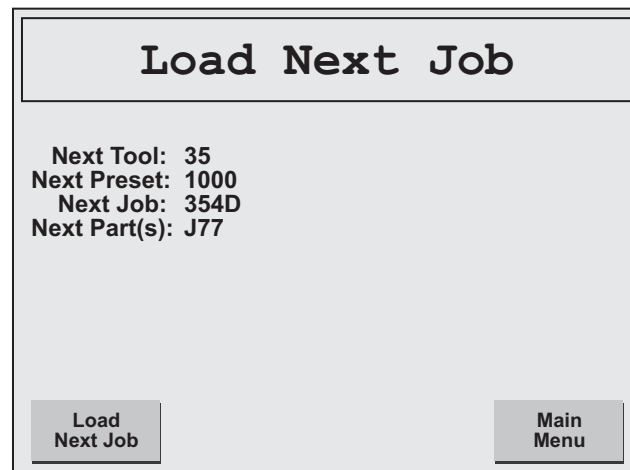 Load Next Job
Next Tool: 35
Next Preset: 1000
Next Job: 354D
Next Part(s): J77
Load
Next Job
Main
Menu